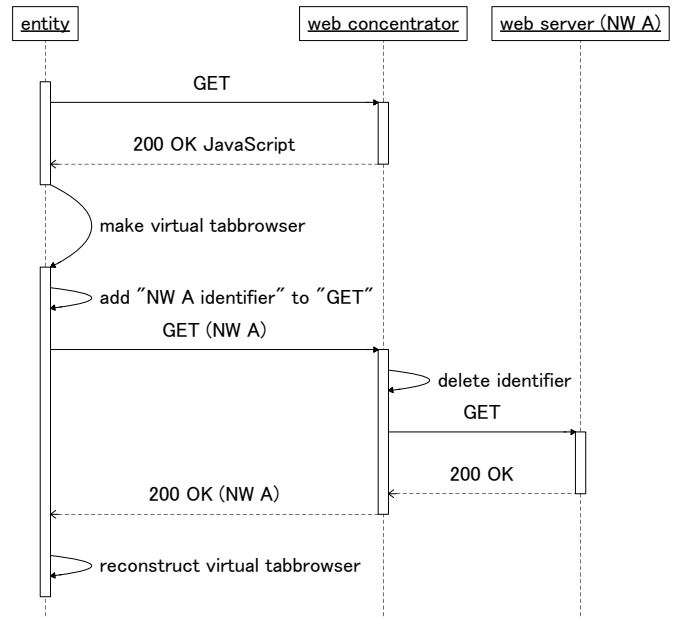 entity
web concentrator
web server (NW A)
GET
200 OK JavaScript
make virtual tabbrowser
add "NW A identifier" to "GET"
GET (NW A)
delete identifier
GET
200 OK
200 OK (NW A)
reconstruct virtual tabbrowser